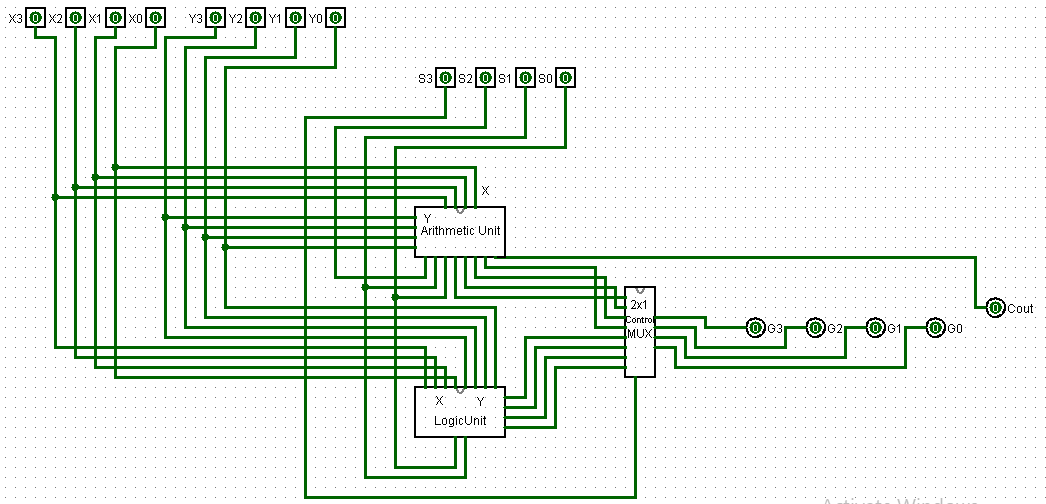 X3 0 X2 0 X1 0 X0 0 Y3 0 Y2 0 Y1 0 Y0 0
S3 0 S2 0 S1 0 S0 0
X
Y
Arithmetic Unit
2x1
Control
MUX
0 Cout
0 G3 0 G2 0 G1 0 G0
X Y
LogicUnit
Activate Windows